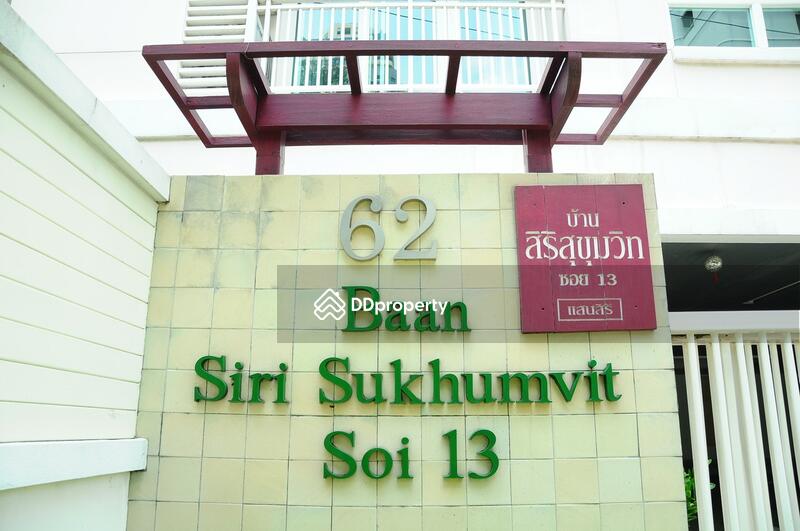 62
Baan
Siri Sukhumvit
Soi 13
บ้าน
สิริสุขุมวิท
ซอย 13
แสนสิริ
DDproperty